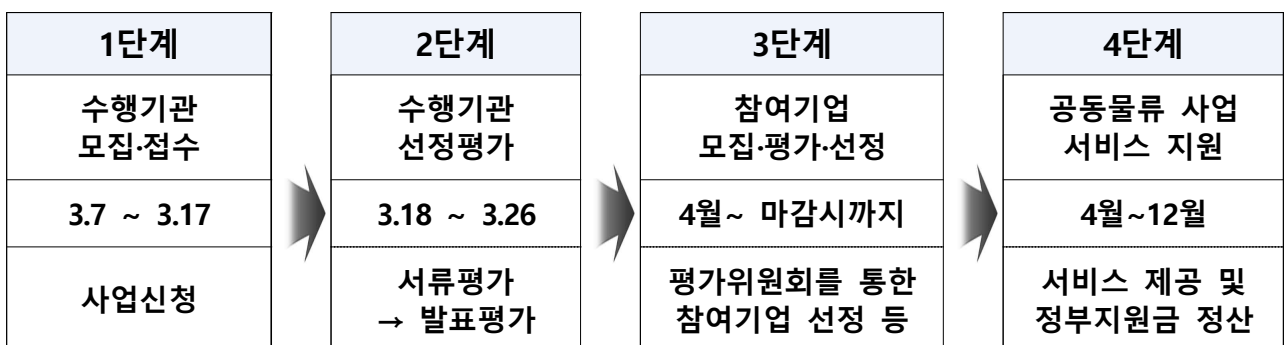 1단계
수행기관
모집·접수
3.7 ~ 3.17
사업신청
2단계
수행기관
선정평가
3.18 ~ 3.26
서류평가
→ 발표평가
3단계
참여기업
모집·평가·선정
4월~ 마감시까지
평가위원회를 통한
참여기업 선정 등
4단계
공동물류 사업
서비스 지원
4월~12월
서비스 제공 및
정부지원금 정산